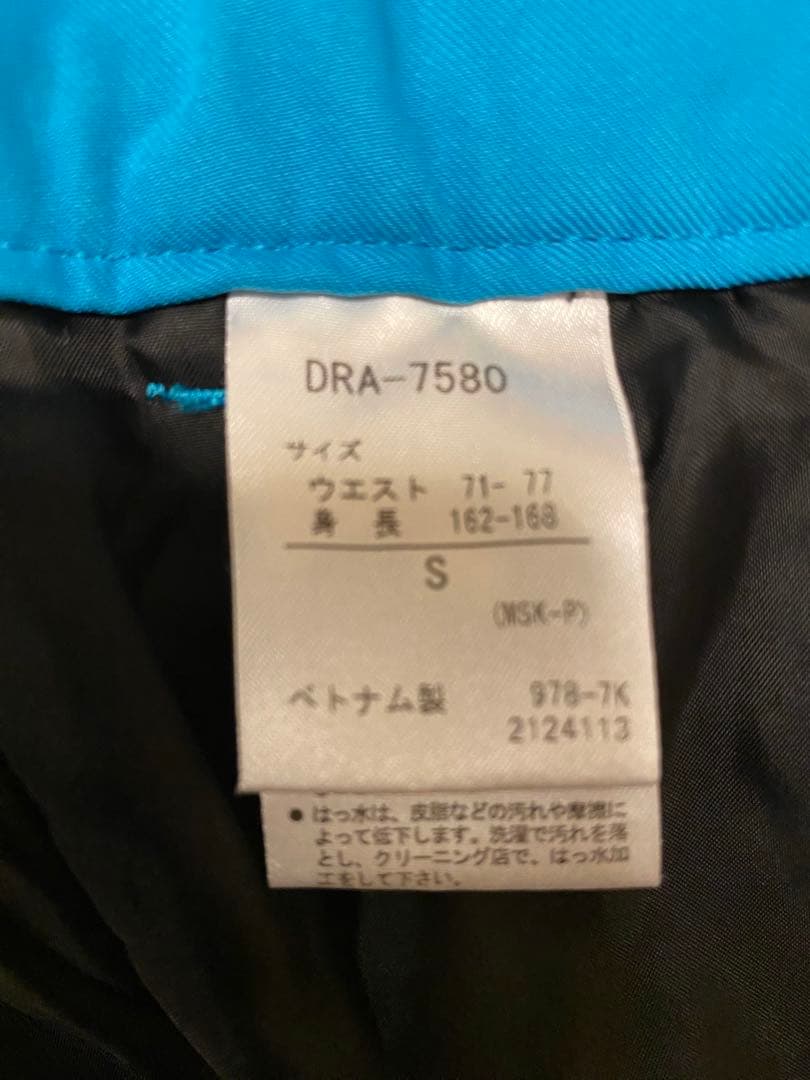 DRA-7580
サイズ
ウエスト 71- 77
身 長 162-168
S
(MSK-P)
ベトナム製 978-7K
2124113
● はっ水は、皮脂などの汚れや摩擦に
よって低下します。洗濯で汚れを落
とし、クリーニング店で、はっ水加
工をして下さい。